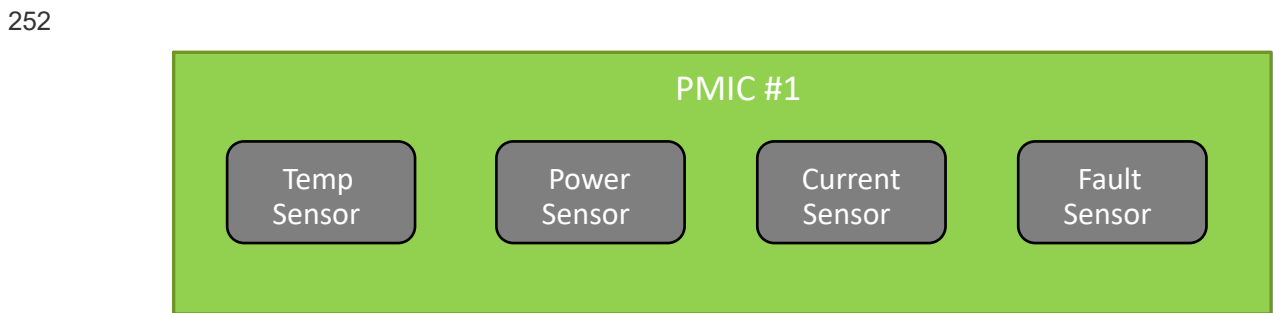 252
PMIC #1
Temp
Sensor
Power
Sensor
Current
Sensor
Fault
Sensor